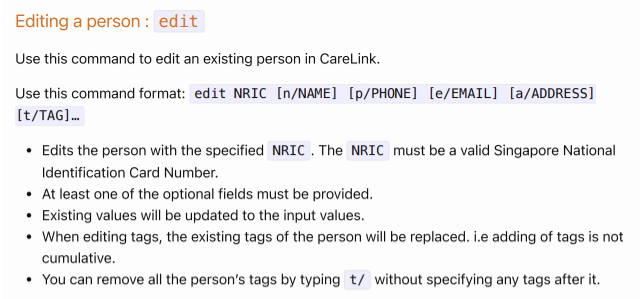 Editing a person : edit
Use this command to edit an existing person in CareLink.
Use this command format: edit NRIC [n/NAME] [p/PHONE] [e/EMAIL] [a/ADDRESS]
[t/TAG]…
• Edits the person with the specified NRIC. The NRIC must be a valid Singapore National
Identification Card Number.
• At least one of the optional fields must be provided.
• Existing values will be updated to the input values.
• When editing tags, the existing tags of the person will be replaced. i.e adding of tags is not
cumulative.
• You can remove all the person's tags by typing t/ without specifying any tags after it.